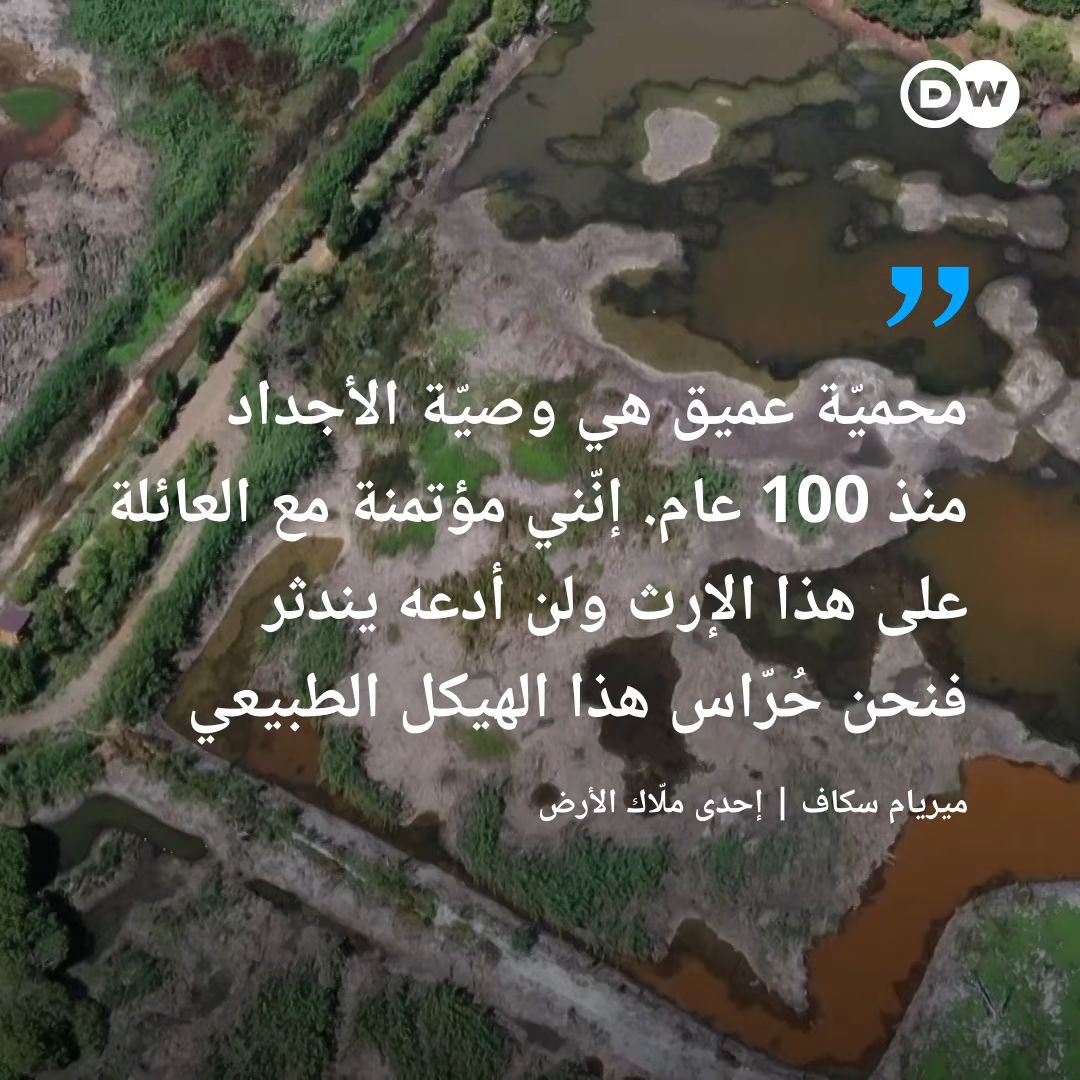 DW
”
محميّة عميق هي وصيّة الأجداد
منذ 100 عام. إنّني مؤتمنة مع العائلة
على هذا الإرث ولن أدعه يندثر
فنحن حُرّاس هذا الهيكل الطبيعي
ميريام سكاف | إحدى ملّاك الأرض